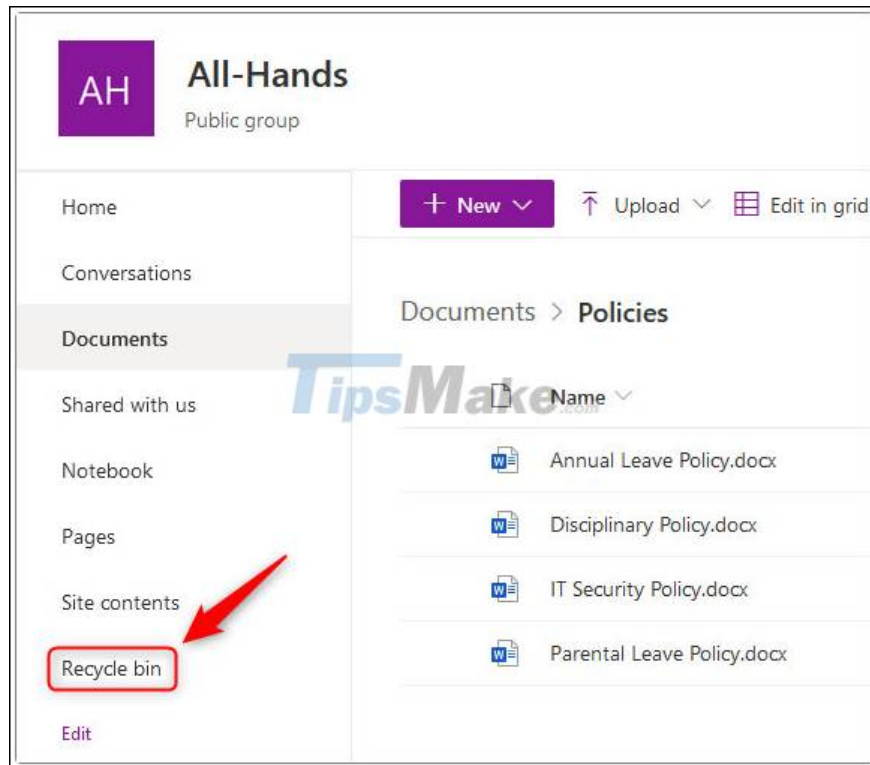 AH
All-Hands
Public group
Home
Conversations
Documents
Shared with us
Notebook
Pages
Site contents
Recycle bin
Edit
New
Upload
Edit in grid
Documents > Policies
Name
TipsMake.com
Annual Leave Policy.docx
Disciplinary Policy.docx
IT Security Policy.docx
Parental Leave Policy.docx